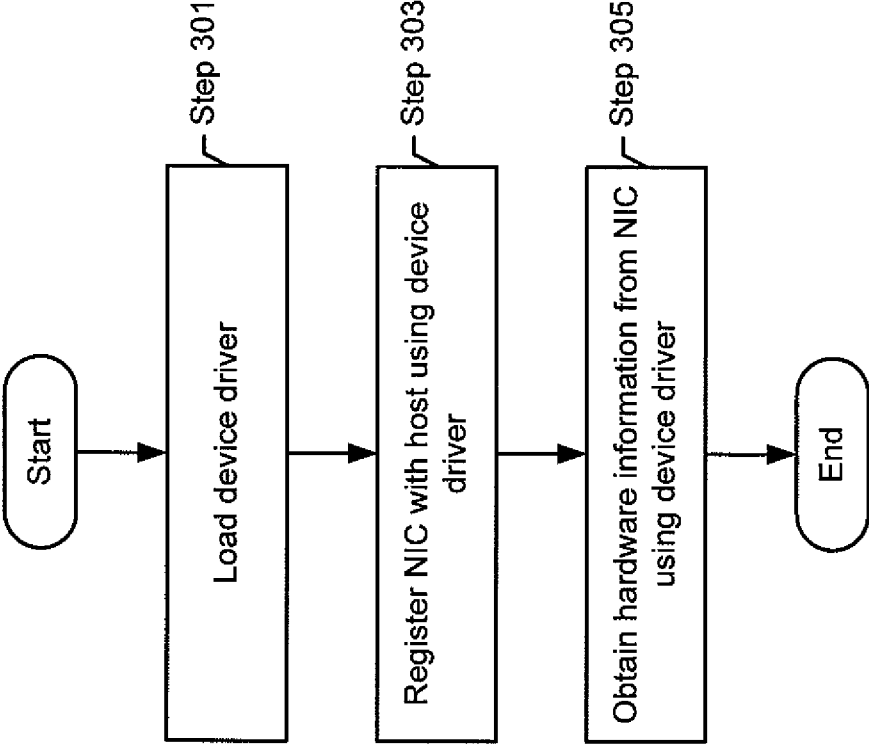 Start
Load device driver
Step 301
Register NIC with host using device
driver
Step 303
Obtain hardware information from NIC
using device driver
Step 305
End